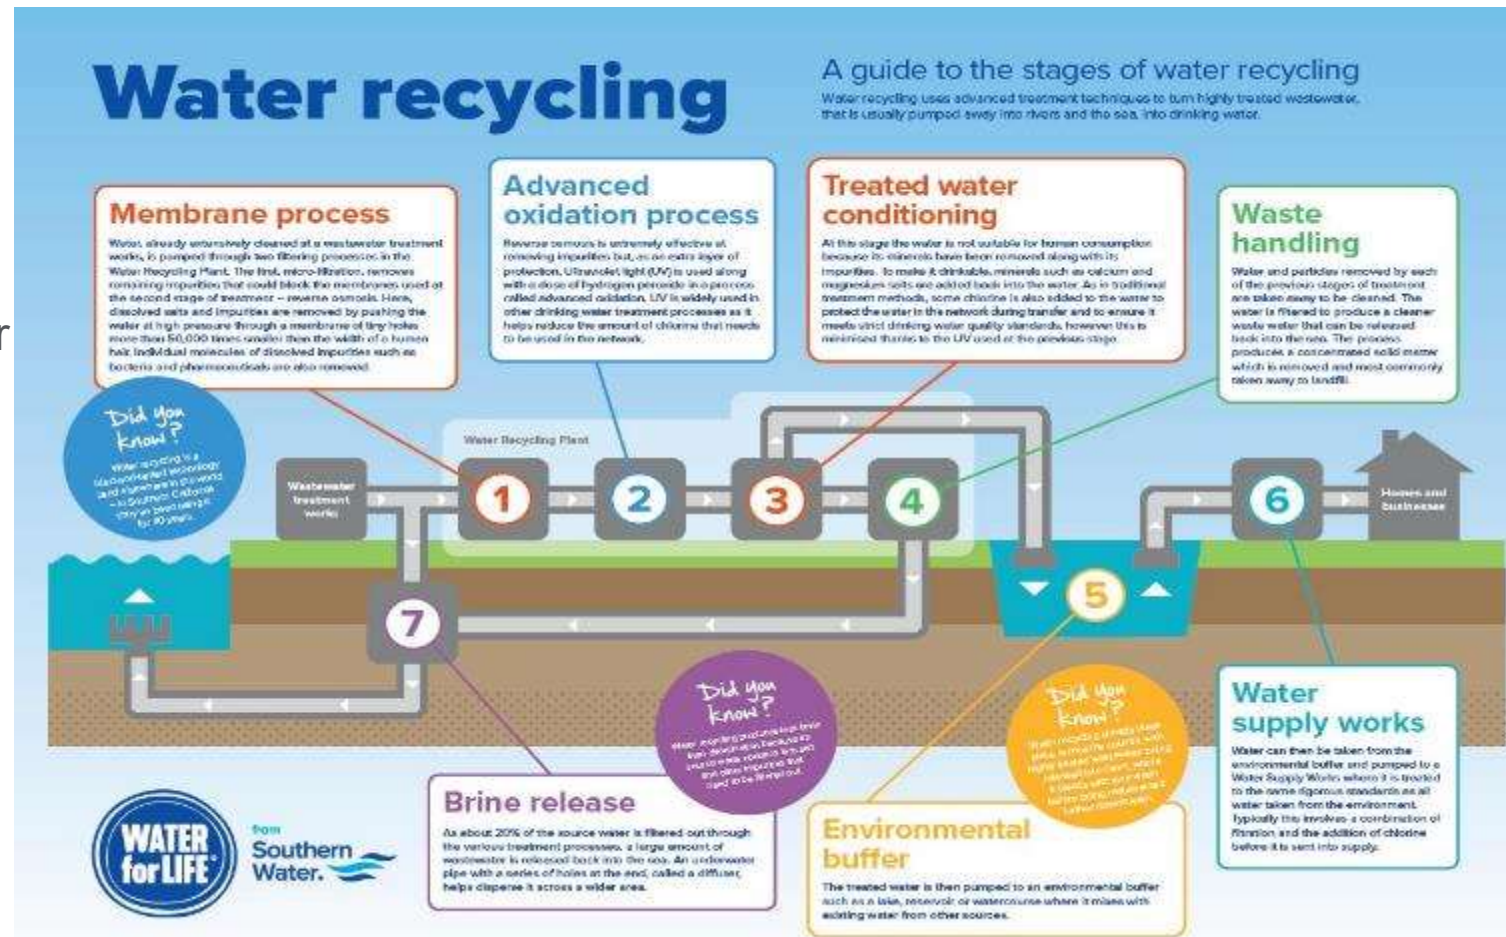 Water recycling
A guide to the stages of water recycling
Water recycling uses advanced treatment techniques to turn highly treated wastewater,
that is usually pumped away into rivers and the sea, into drinking water.
r
Membrane process
Water, already extensively cleaned at a wastewater treatment
works, is pumped through two filtering processes in the
Water Recycling Plant. The first, micro-filtration, removes
remaining impurities that could block the membranes used at
the second stage of treatment – reverse osmosis. Here,
dissolved salts and impurities are removed by pushing the
water at high pressure through a membrane of tiny holes
more than 50,000 times smaller than the width of a human
hair. Individual molecules of dissolved impurities such as
bacteria and pharmaceuticals are also removed.
Advanced
oxidation process
Reverse osmosis is extremely effective at
removing impurities but, as an extra layer of
protection, Ultraviolet light (UV) is used along
with a dose of hydrogen peroxide in a process
called advanced oxidation. UV is widely used in
other drinking water treatment processes as it
helps reduce the amount of chlorine that needs
to be used in the network.
Treated water
conditioning
At this stage the water is not suitable for human consumption
because its minerals have been removed along with its
impurities. To make it drinkable, minerals such as calcium and
magnesium salts are added back into the water. As in traditional
treatment methods, some chlorine is also added to the water to
protect the water in the network during transfer and to ensure it
meets strict drinking water quality standards, however this is
minimised thanks to the UV used at the previous stage.
Waste
handling
Water and particles removed by each
of the previous stages of treatment
are taken away to be cleaned. The
water is filtered to produce a cleaner
waste water that can be released
back into the sea. The process
produces a concentrated solid matter
which is removed and most commonly
taken away to landfill.
Did you
know?
Water recycling is a
technology
in the world
– in Southern California
they've been using it
for 40 years.
Water Recycling Plant
Wastewater
treatment
works
1
2
3
4
5
6
7
Homes and
businesses
Did you
know?
Did you
know?
Brine release
As about 20% of the source water is filtered out through
the various treatment processes, a large amount of
wastewater is released back into the sea. An underwater
pipe with a series of holes at the end, called a diffuser,
helps disperse it across a wider area.
Environmental
buffer
The treated water is then pumped to an environmental buffer
such as a lake, reservoir or watercourse where it mixes with
existing water from other sources.
Water
supply works
Water can then be taken from the
environmental buffer and pumped to a
Water Supply Works where it is treated
to the same rigorous standards as all
water taken from the environment.
Typically this involves a combination of
filtration and the addition of chlorine
before it is sent into supply.
WATER
for LIFE
from
Southern
Water.